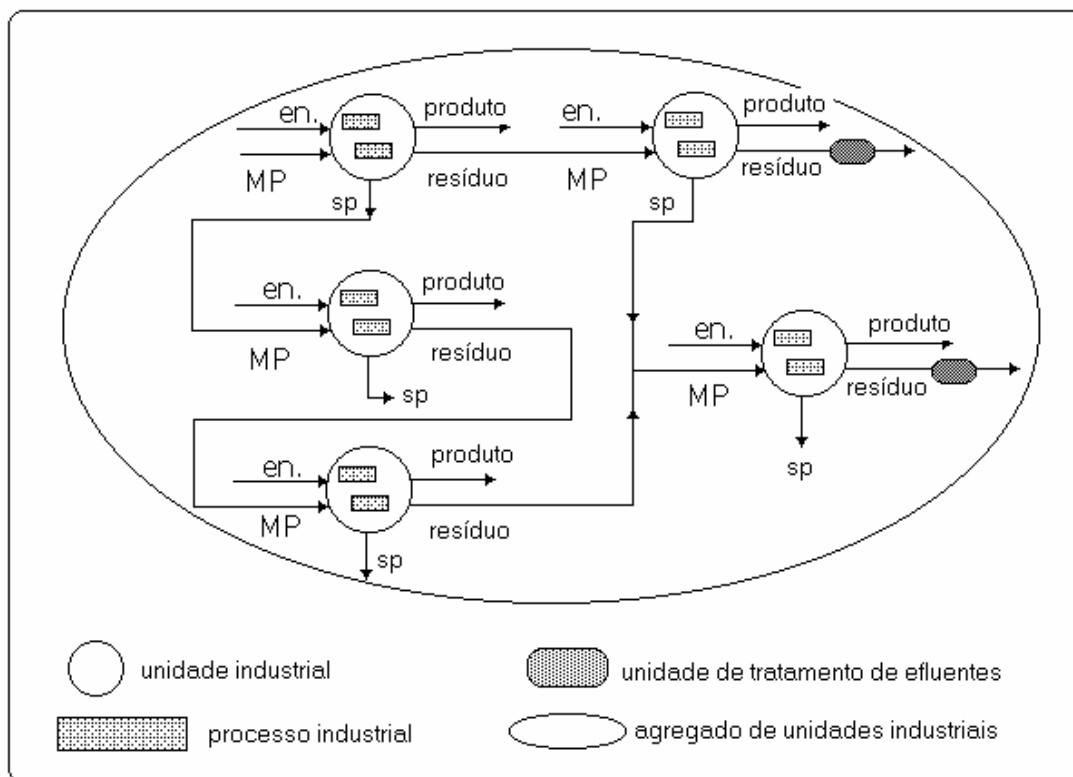 en.
produto
MP
resíduo
sp
en.
produto
MP
resíduo
sp
en.
produto
MP
resíduo
sp
en.
produto
MP
resíduo
sp
en.
produto
MP
resíduo
sp
unidade industrial
unidade de tratamento de efluentes
processo industrial
agregado de unidades industriais